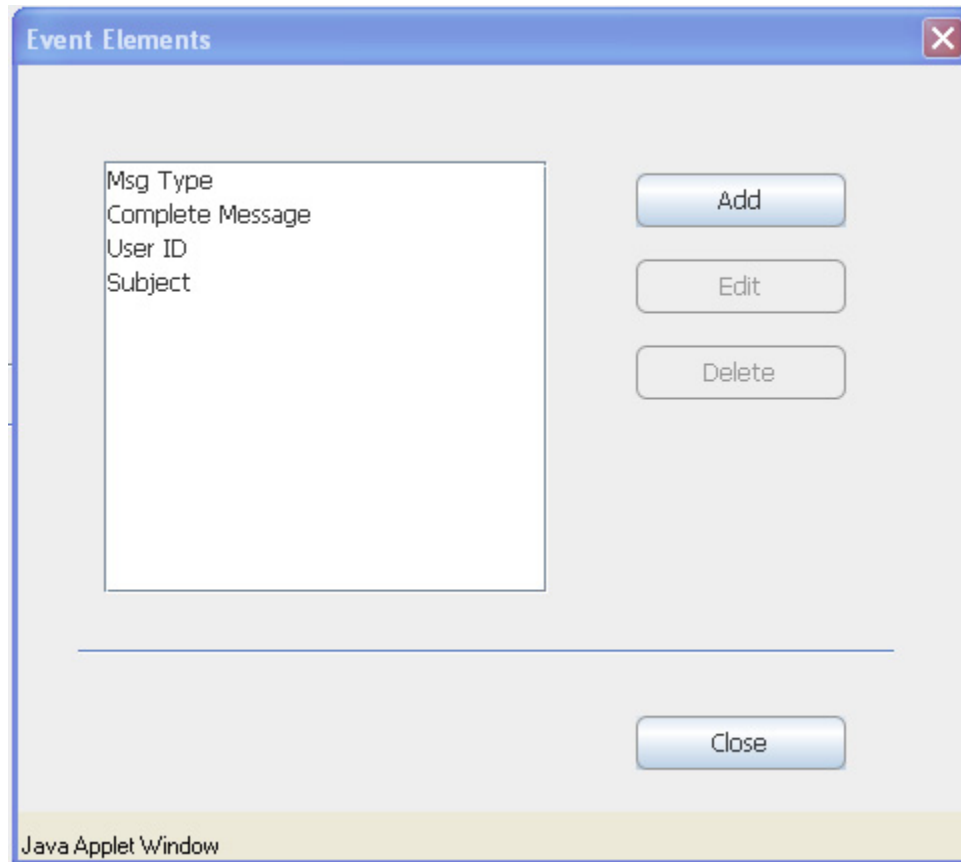 Event Elements
Msg Type
Complete Message
User ID
Subject
Add
Edit
Delete
Close
Java Applet Window